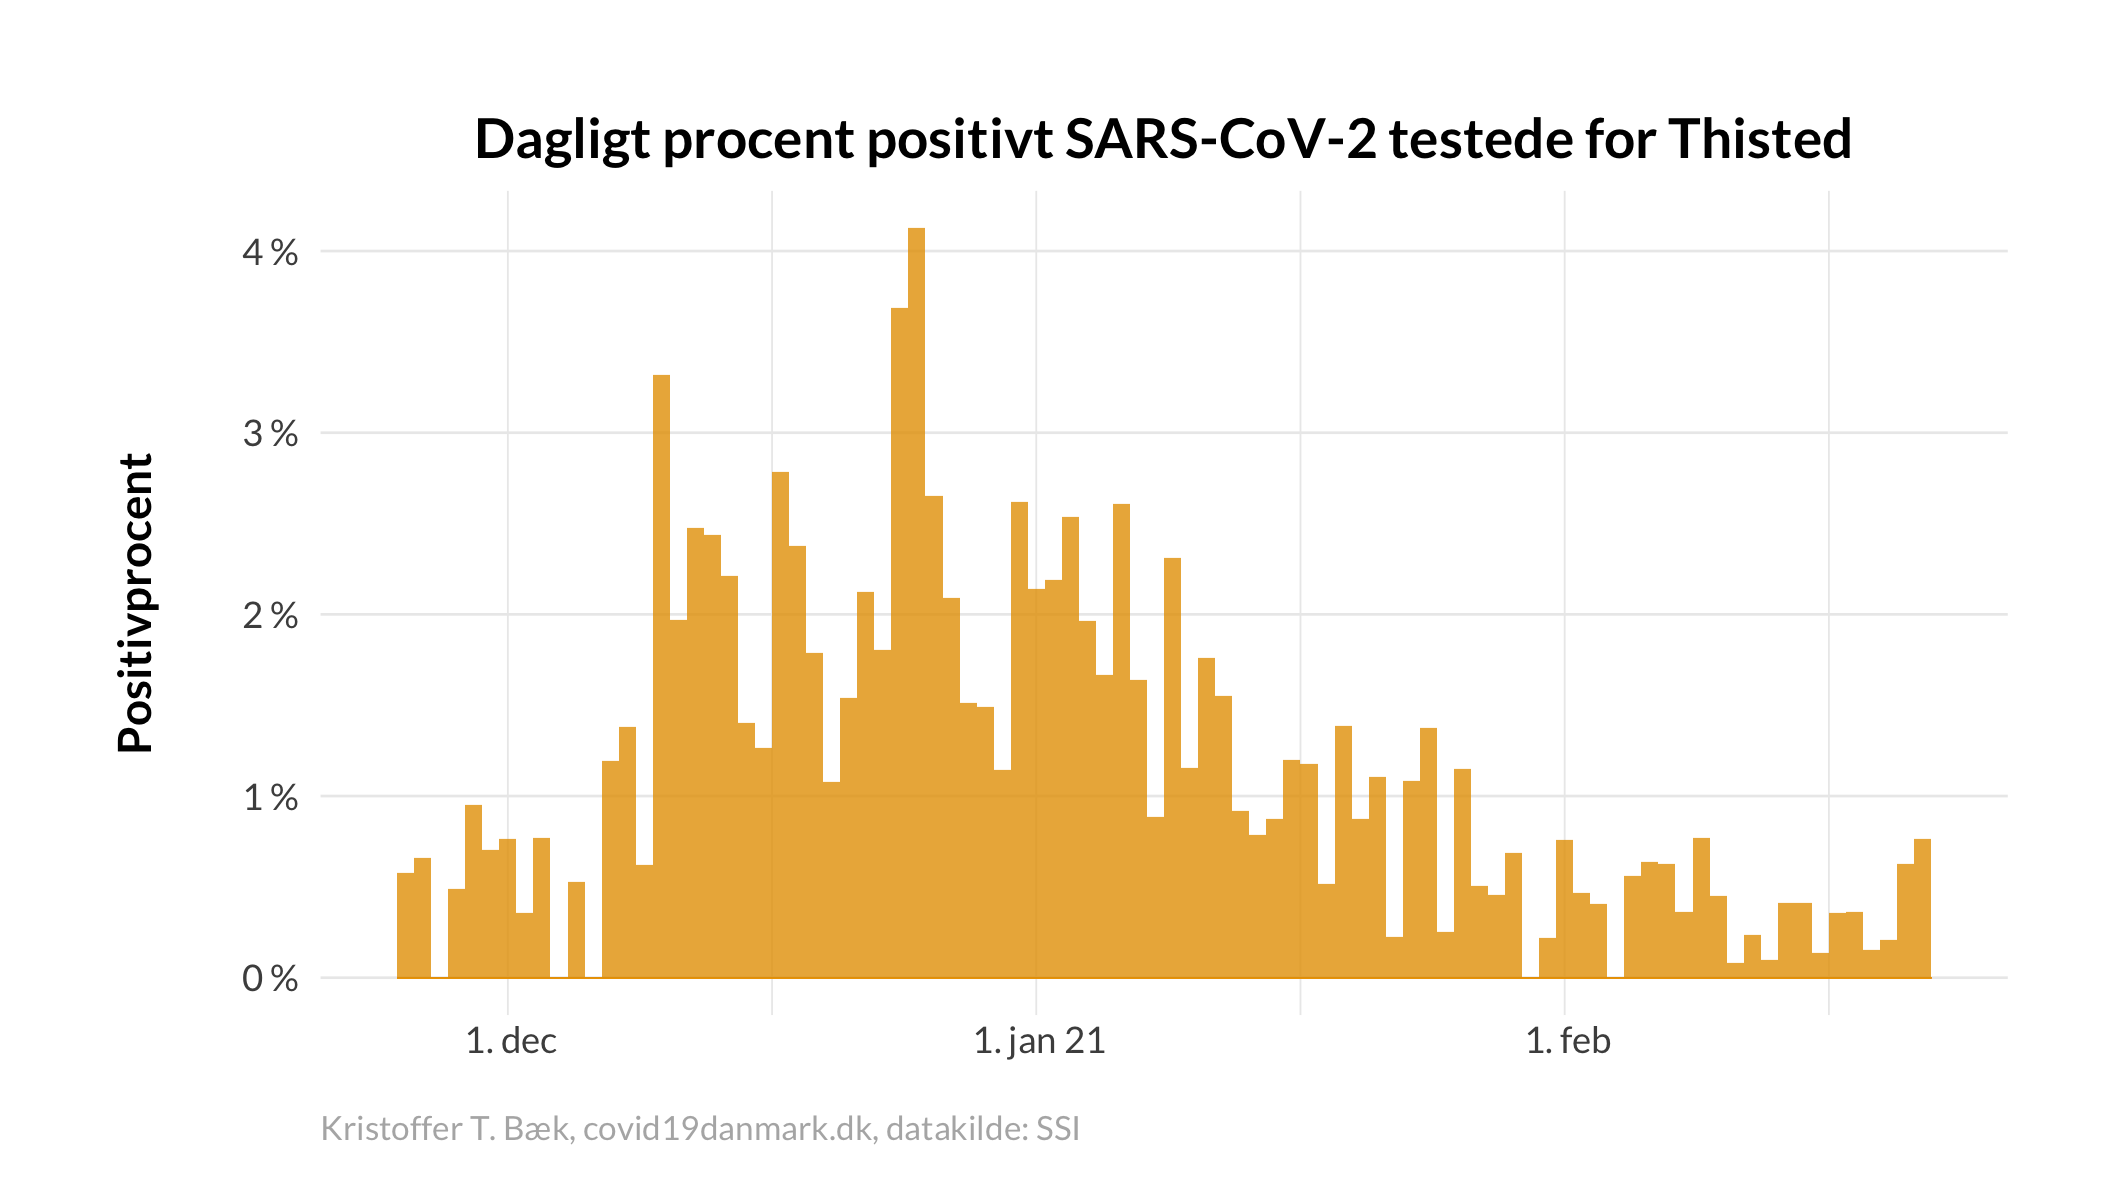 Dagligt procent positivt SARS-CoV-2 testede for Thisted
Positivprocent
4 %
3 %
2 %
1 %
0 %
1. dec
1. jan 21
1. feb
Kristoffer T. Bæk, covid19danmark.dk, datakilde: SSI